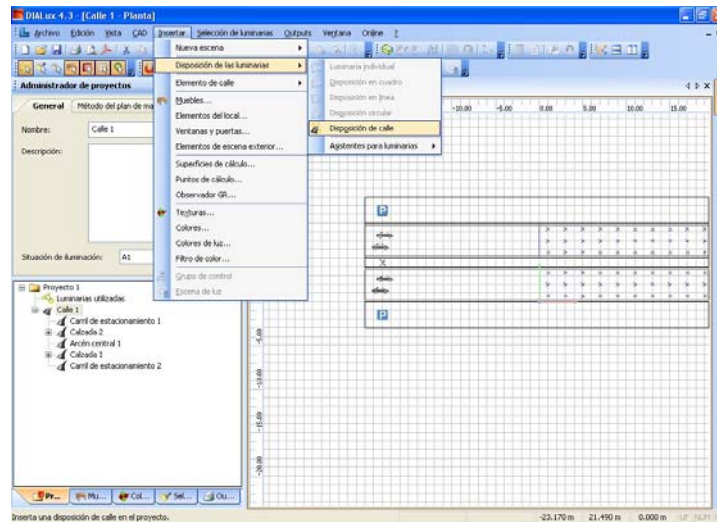 DIALux 4.3 - [Calle 1 - Planta]
Archivo Edición Vista CAD Insertar Selección de luminarias Outputs Ventana Online ?
Nueva escena
Disposición de las luminarias
Elemento de calle
Muebles...
Elementos del local...
Ventanas y puertas...
Elementos de escena exterior...
Superficies de cálculo...
Puntos de cálculo...
Observador GR...
Texturas...
Colores...
Colores de luz...
Filtro de color...
Grupo de control
Escena de luz
Luminaria individual
Disposición en cuadro
Disposición en línea
Disposición circular
Disposición de calle
Asistentes para luminarias
Administrador de proyectos
General Método del plan de ma
Nombre: Calle 1
Descripción:
Situación de iluminación: A1
Proyecto 1
Luminarias utilizadas
Calle 1
Carril de estacionamiento 1
Calzada 2
Arcén central 1
Calzada 1
Carril de estacionamiento 2
-10.00 -5.00 0.00 5.00 10.00 15.00
P
P
-5.00
-10.00
-15.00
-20.00
Pr... Mu... Col... Sel... Ou...
Inserta una disposición de calle en el proyecto.
-23.170 m 21.490 m 0.000 m